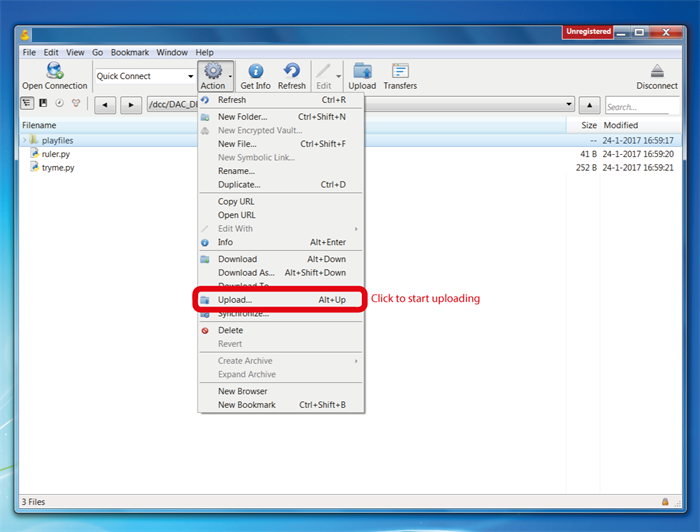 Unregistered
File Edit View Go Bookmark Window Help
Open Connection Quick Connect Action Get Info Refresh Edit Upload Transfers Disconnect
/dcc/DAC_ Search...
Filename Size Modified
playfiles -- 24-1-2017 16:59:17
ruler.py 41 B 24-1-2017 16:59:20
tryme.py 252 B 24-1-2017 16:59:21
Refresh Ctrl+R
New Folder... Ctrl+Shift+N
New Encrypted Vault...
New File... Ctrl+Shift+F
New Symbolic Link...
Rename...
Duplicate... Ctrl+D
Copy URL
Open URL
Edit With
Info Alt+Enter
Download Alt+Down
Download As... Alt+Shift+Down
Download To...
Upload... Alt+Up Click to start uploading
Synchronize...
Delete
Revert
Create Archive
Expand Archive
New Browser
New Bookmark Ctrl+Shift+B
3 Files